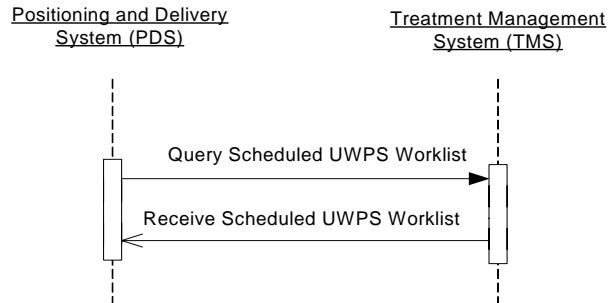 Positioning and Delivery
System (PDS)
Treatment Management
System (TMS)
Query Scheduled UWPS Worklist
Receive Scheduled UWPS Worklist